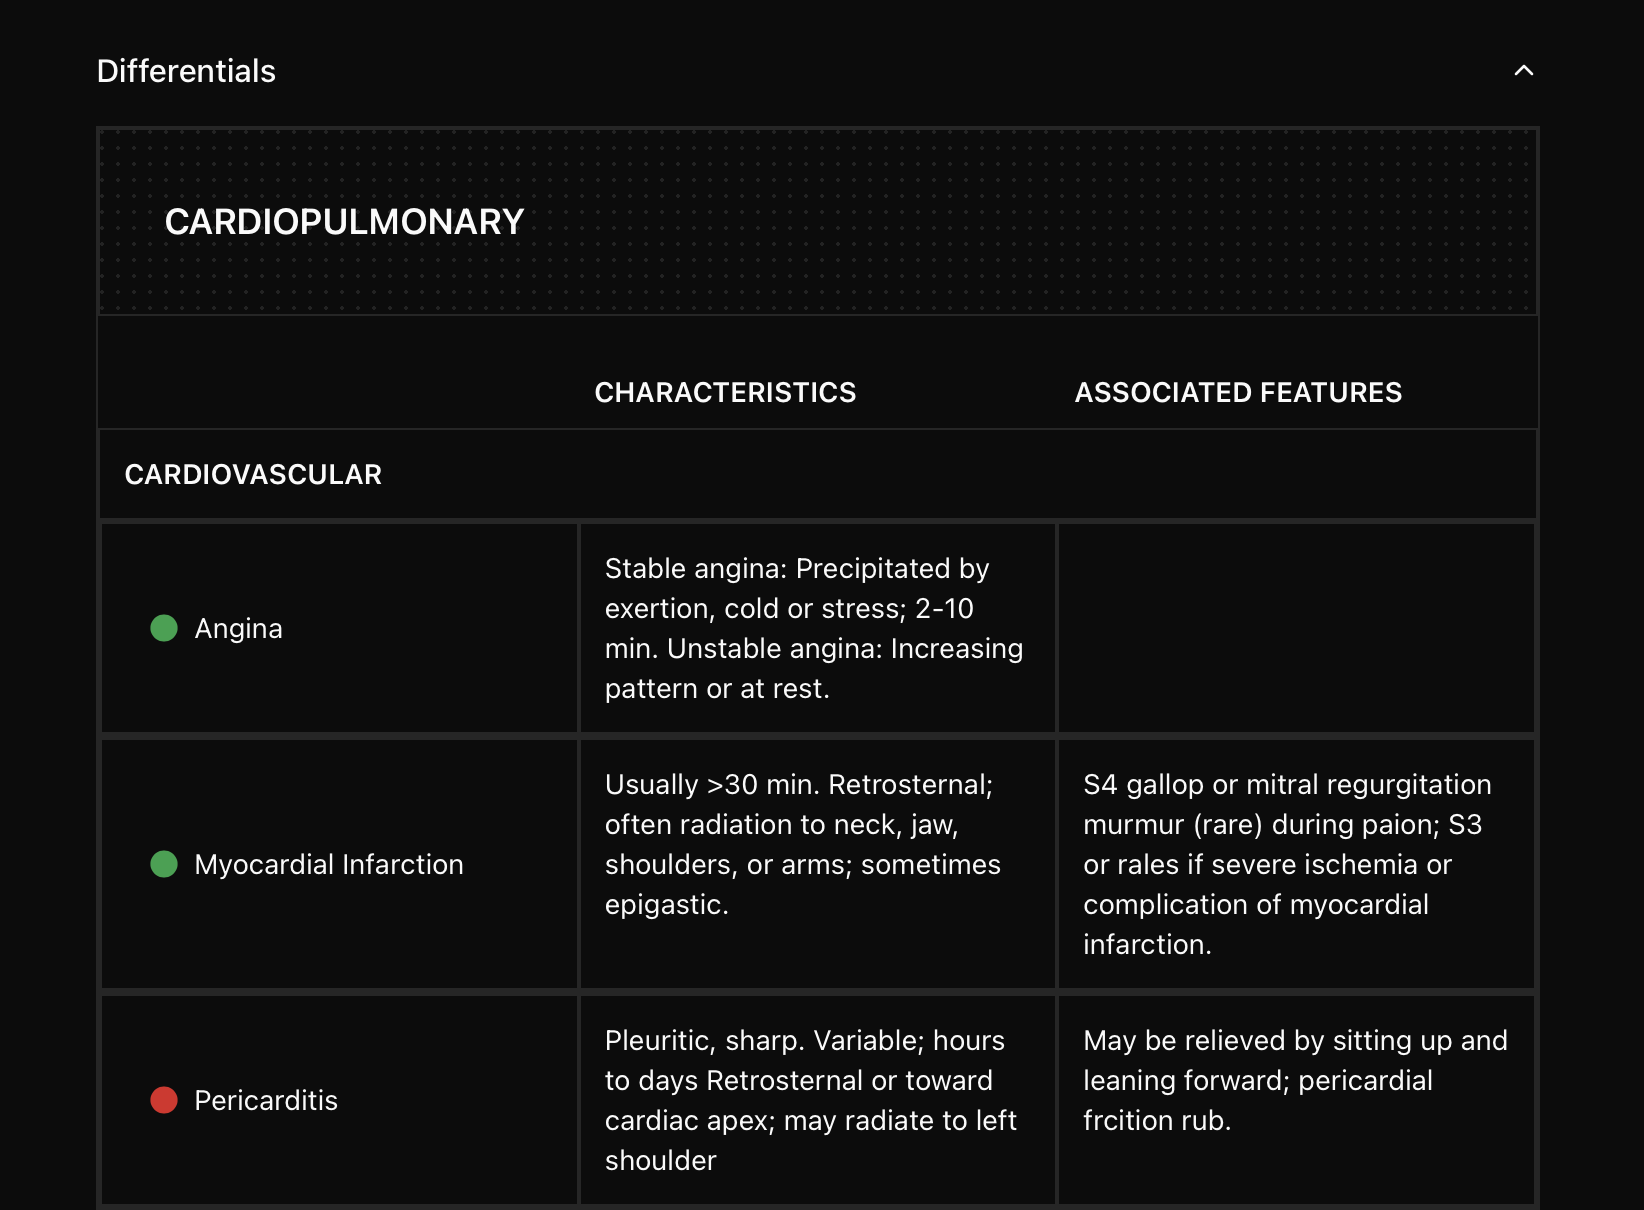 Differentials
CARDIOPULMONARY
CHARACTERISTICS
ASSOCIATED FEATURES
CARDIOVASCULAR
Angina
Stable angina: Precipitated by
exertion, cold or stress; 2-10
min. Unstable angina: Increasing
pattern or at rest.
Myocardial Infarction
Usually >30 min. Retrosternal;
often radiation to neck, jaw,
shoulders, or arms; sometimes
epigastic.
S4 gallop or mitral regurgitation
murmur (rare) during paion; S3
or rales if severe ischemia or
complication of myocardial
infarction.
Pericarditis
Pleuritic, sharp. Variable; hours
to days Retrosternal or toward
cardiac apex; may radiate to left
shoulder
May be relieved by sitting up and
leaning forward; pericardial
frcition rub.